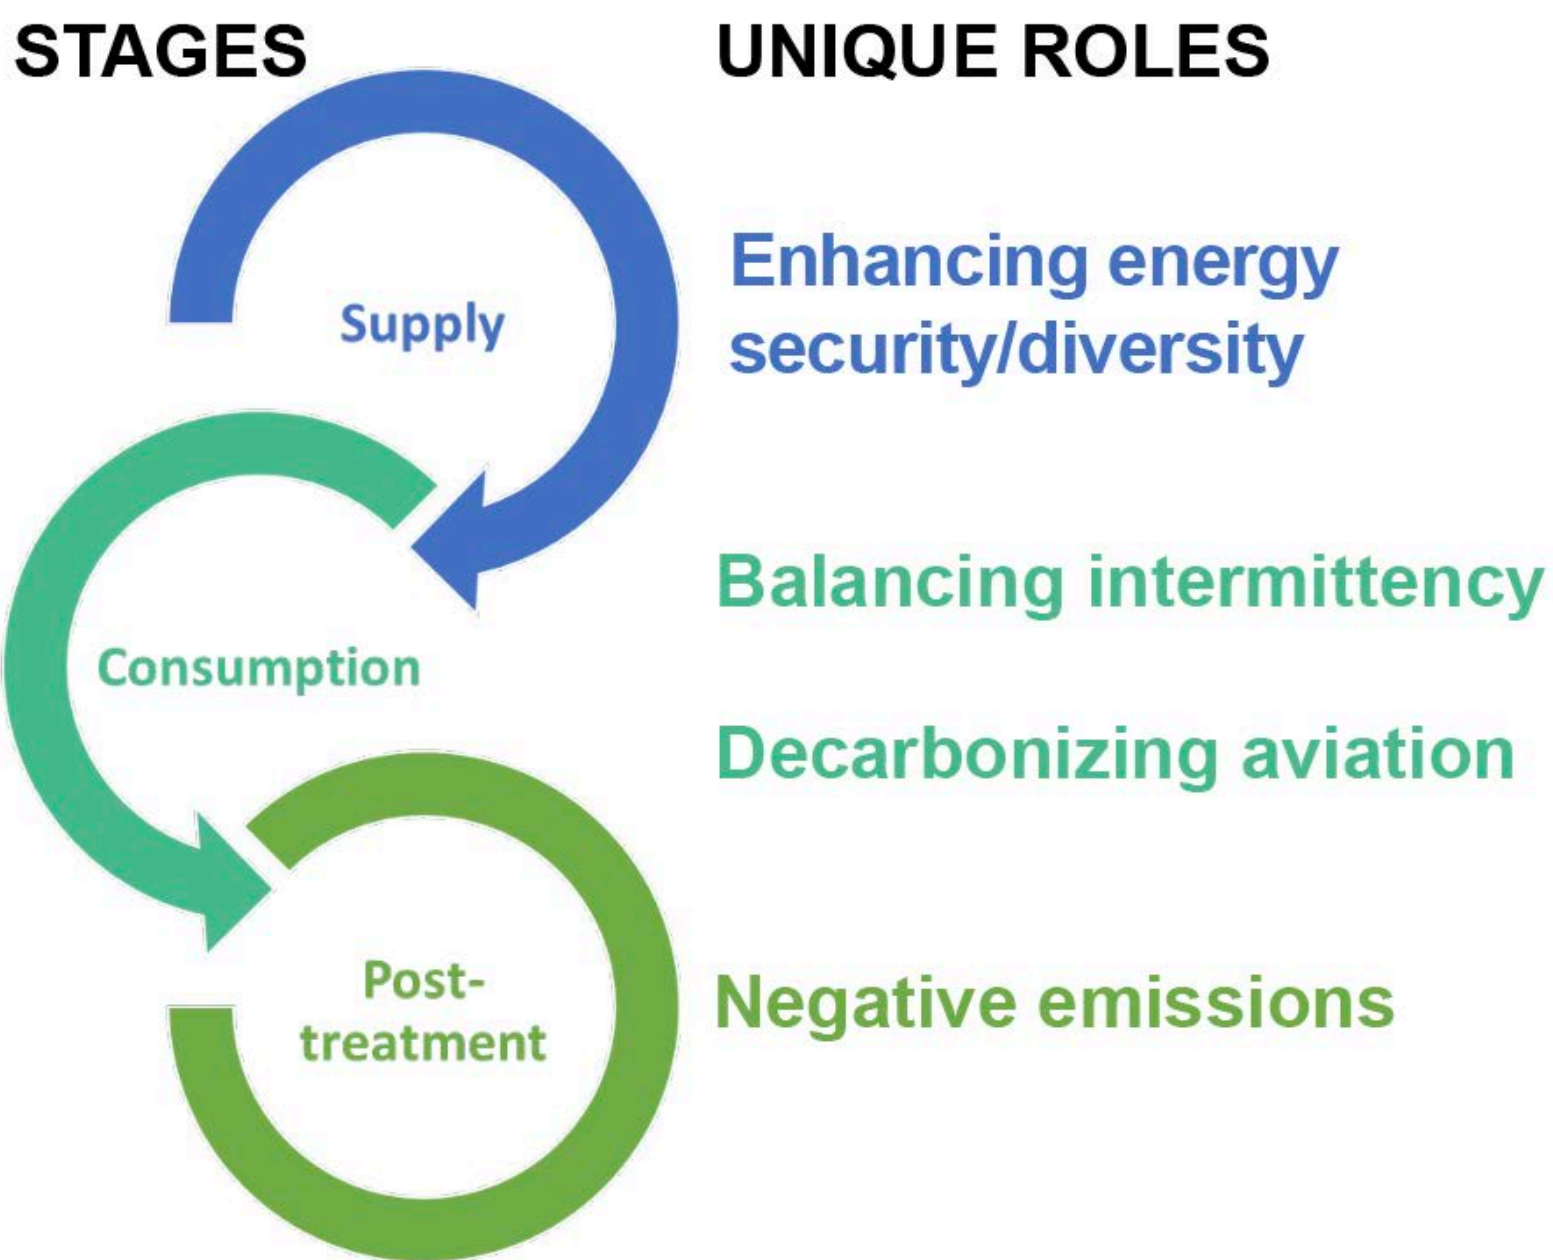 STAGES
UNIQUE ROLES
Supply
Enhancing energy
security/diversity
Consumption
Balancing intermittency
Decarbonizing aviation
Post-
treatment
Negative emissions